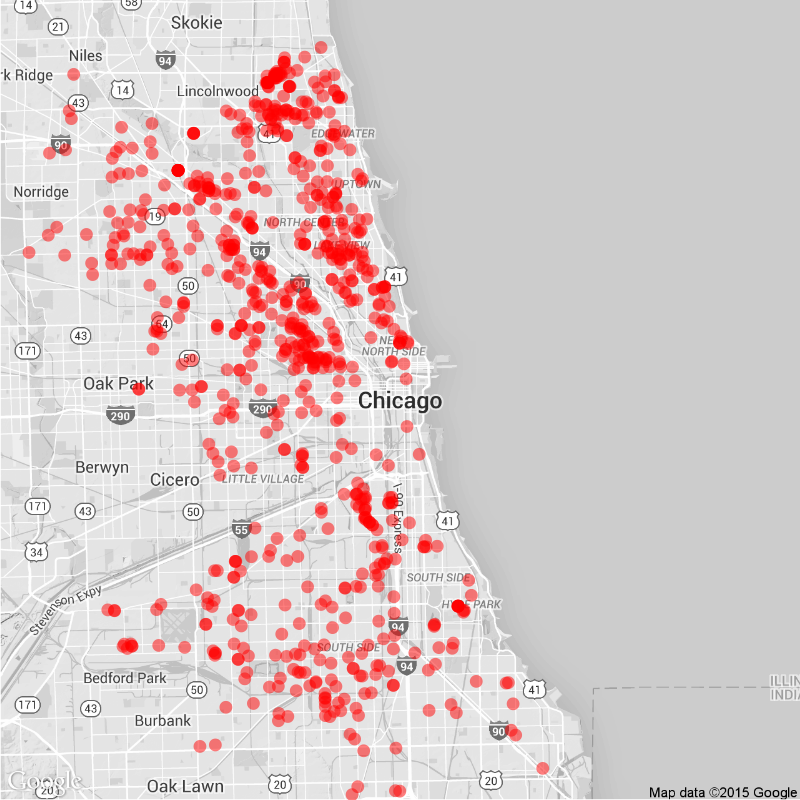 14
58
21
Skokie
Niles
94
rk Ridge
14
Lincolnwood
43
41
EDGEWATER
90
Norridge
UPTOWN
19
NORTH CENTER
94
LAKE VIEW
41
90
50
64
43
171
50
NORTH SIDE
Oak Park
Chicago
290
290
Berwyn
Cicero
LITTLE VILLAGE
171
43
50
55
41
34
Express
SOUTH SIDE
Stevenson Expy
HYDE PARK
94
SOUTH SIDE
94
Bedford Park
50
41
ILLIN
INDIA
171
43
Burbank
90
Google
20
Oak Lawn
20
20
Map data ©2015 Google